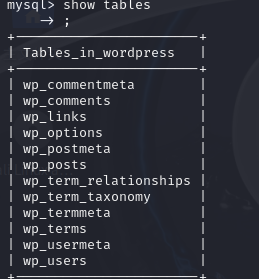 mysql> show tables
-> ;
+-----------------------+
| Tables_in_wordpress |
+-----------------------+
| wp_commentmeta |
| wp_comments |
| wp_links |
| wp_options |
| wp_postmeta |
| wp_posts |
| wp_term_relationships |
| wp_term_taxonomy |
| wp_termmeta |
| wp_terms |
| wp_usermeta |
| wp_users |
+-----------------------+